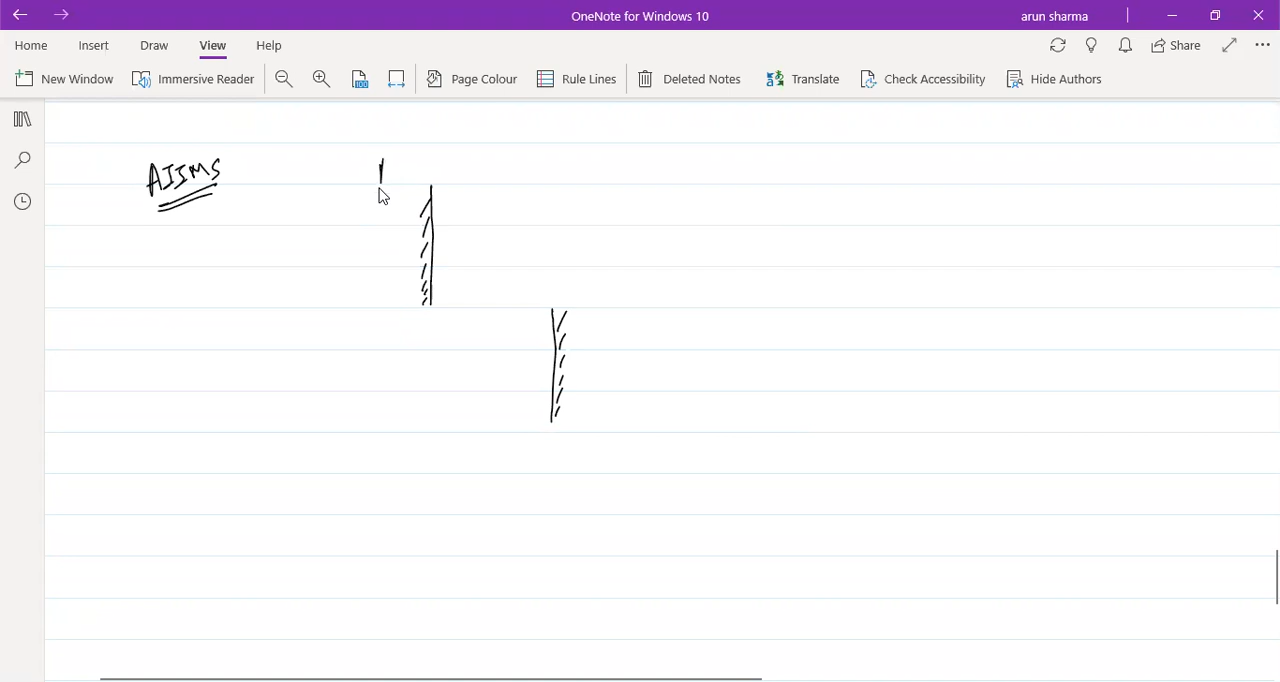 OneNote for Windows 10
arun sharma
Home Insert Draw View Help
Share
New Window Immersive Reader Page Colour Rule Lines Deleted Notes Translate Check Accessibility Hide Authors
AIIMS